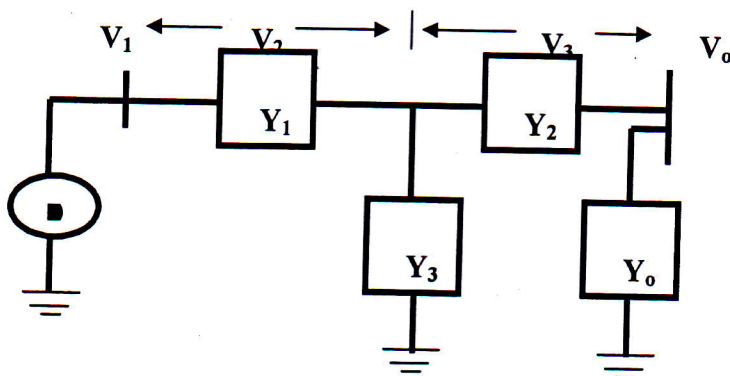 V₁ V₂ V₃ Vₒ
Y₁ Y₂
Y₃ Yₒ